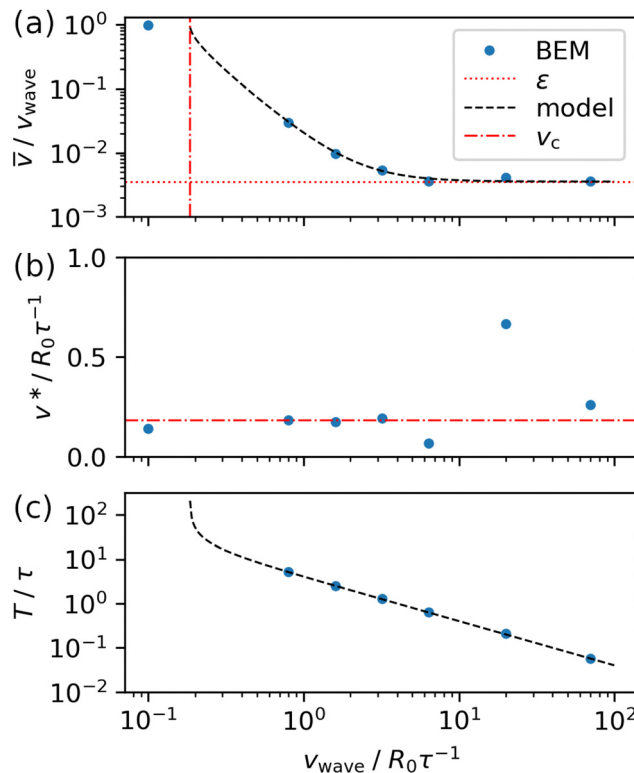 (a)
v̅ / v_wave
10^0
10^-1
10^-2
10^-3
BEM
ε
model
v_c
(b)
v* / R_0 τ^-1
1.0
0.5
0.0
(c)
T / τ
10^2
10^1
10^0
10^-1
10^-2
10^-1 10^0 10^1 10^2
v_wave / R_0 τ^-1